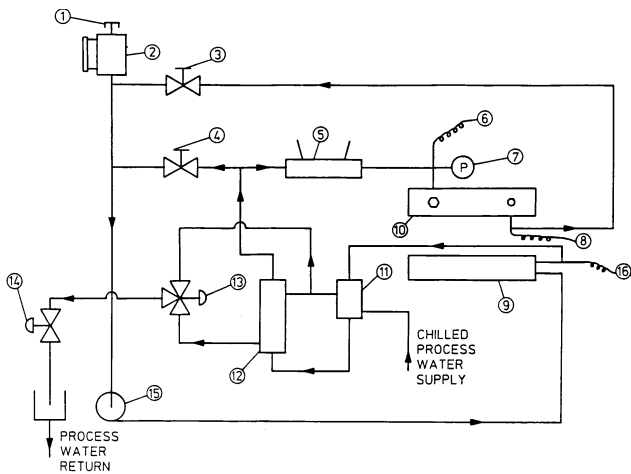 1
2
3
4
5
6
P
7
10
8
16
9
11
13
14
12
CHILLED
PROCESS
WATER
SUPPLY
15
PROCESS
WATER
RETURN